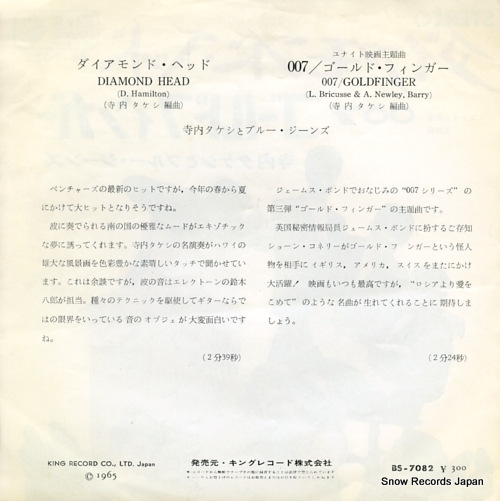 ダイアモンド・ヘッド
DIAMOND HEAD
(D. Hamilton)
(寺内タケシ編曲)
ユナイト映画主題曲
007/ゴールド・フィンガー
007/GOLDFINGER
(L. Bricusse & A. Newley, Barry)
(寺内タケシ編曲)
寺内タケシとブルー・ジーンズ
ベンチャーズの最新のヒットですが、今年の春から夏
にかけて大ヒットとなりそうですね。
波に奏でられる南の国の優雅なムードがエキゾチック
な夢に誘ってくれます。寺内タケシの名演奏がハワイの
雄大な風景画を色彩豊かな素晴しいタッチで聞かせてい
ます。これは余談ですが、波の音はエレクトーンの鈴木
八郎が担当。種々のテクニックを駆使してギターならで
はの限界をいっている音のオブジェが大変面白いです
ね。
(2分39秒)
ジェームス・ボンドでおなじみの“007シリーズ”の
第三弾“ゴールド・フィンガー”の主題曲です。
英国秘密情報局長ジェームス・ボンドに扮するご存知
ショーン・コネリーがゴールド・フィンガーという怪人
物を相手にイギリス,アメリカ,スイスをまたにかけ
大活躍!映画もいつも最高ですが,“ロシアより愛を
こめて”のような名曲が生れてくれることに期待しま
しょう。
(2分24秒)
KING RECORD CO., LTD. Japan
Ⓒ 1965
発売元・キングレコード株式会社
BS-7082 ¥300
Snow Records Japan